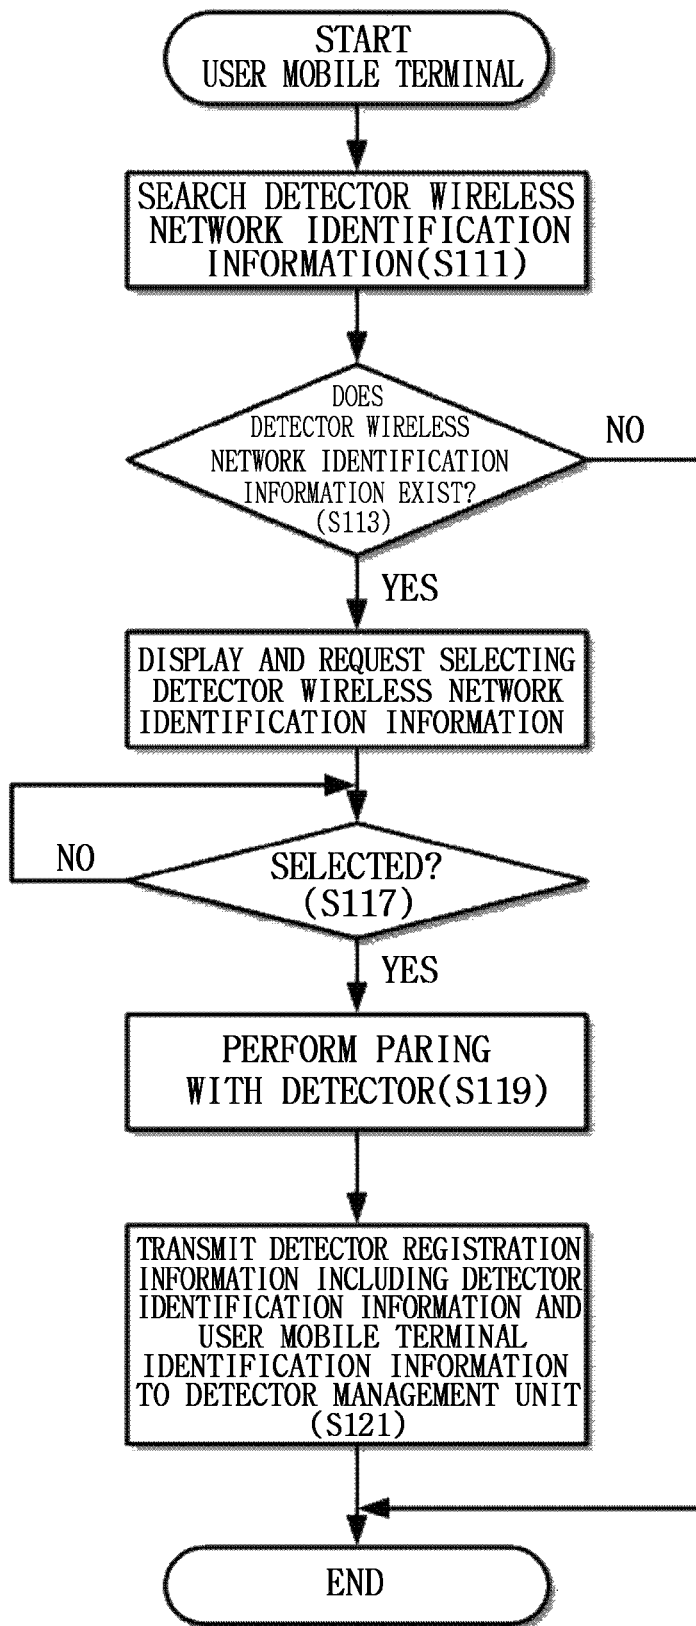 START
USER MOBILE TERMINAL
SEARCH DETECTOR WIRELESS
NETWORK IDENTIFICATION
INFORMATION(S111)
DOES
DETECTOR WIRELESS
NETWORK IDENTIFICATION
INFORMATION EXIST?
(S113)
NO
YES
DISPLAY AND REQUEST SELECTING
DETECTOR WIRELESS NETWORK
IDENTIFICATION INFORMATION
SELECTED?
(S117)
NO
YES
PERFORM PARING
WITH DETECTOR(S119)
TRANSMIT DETECTOR REGISTRATION
INFORMATION INCLUDING DETECTOR
IDENTIFICATION INFORMATION AND
USER MOBILE TERMINAL
IDENTIFICATION INFORMATION
TO DETECTOR MANAGEMENT UNIT
(S121)
END